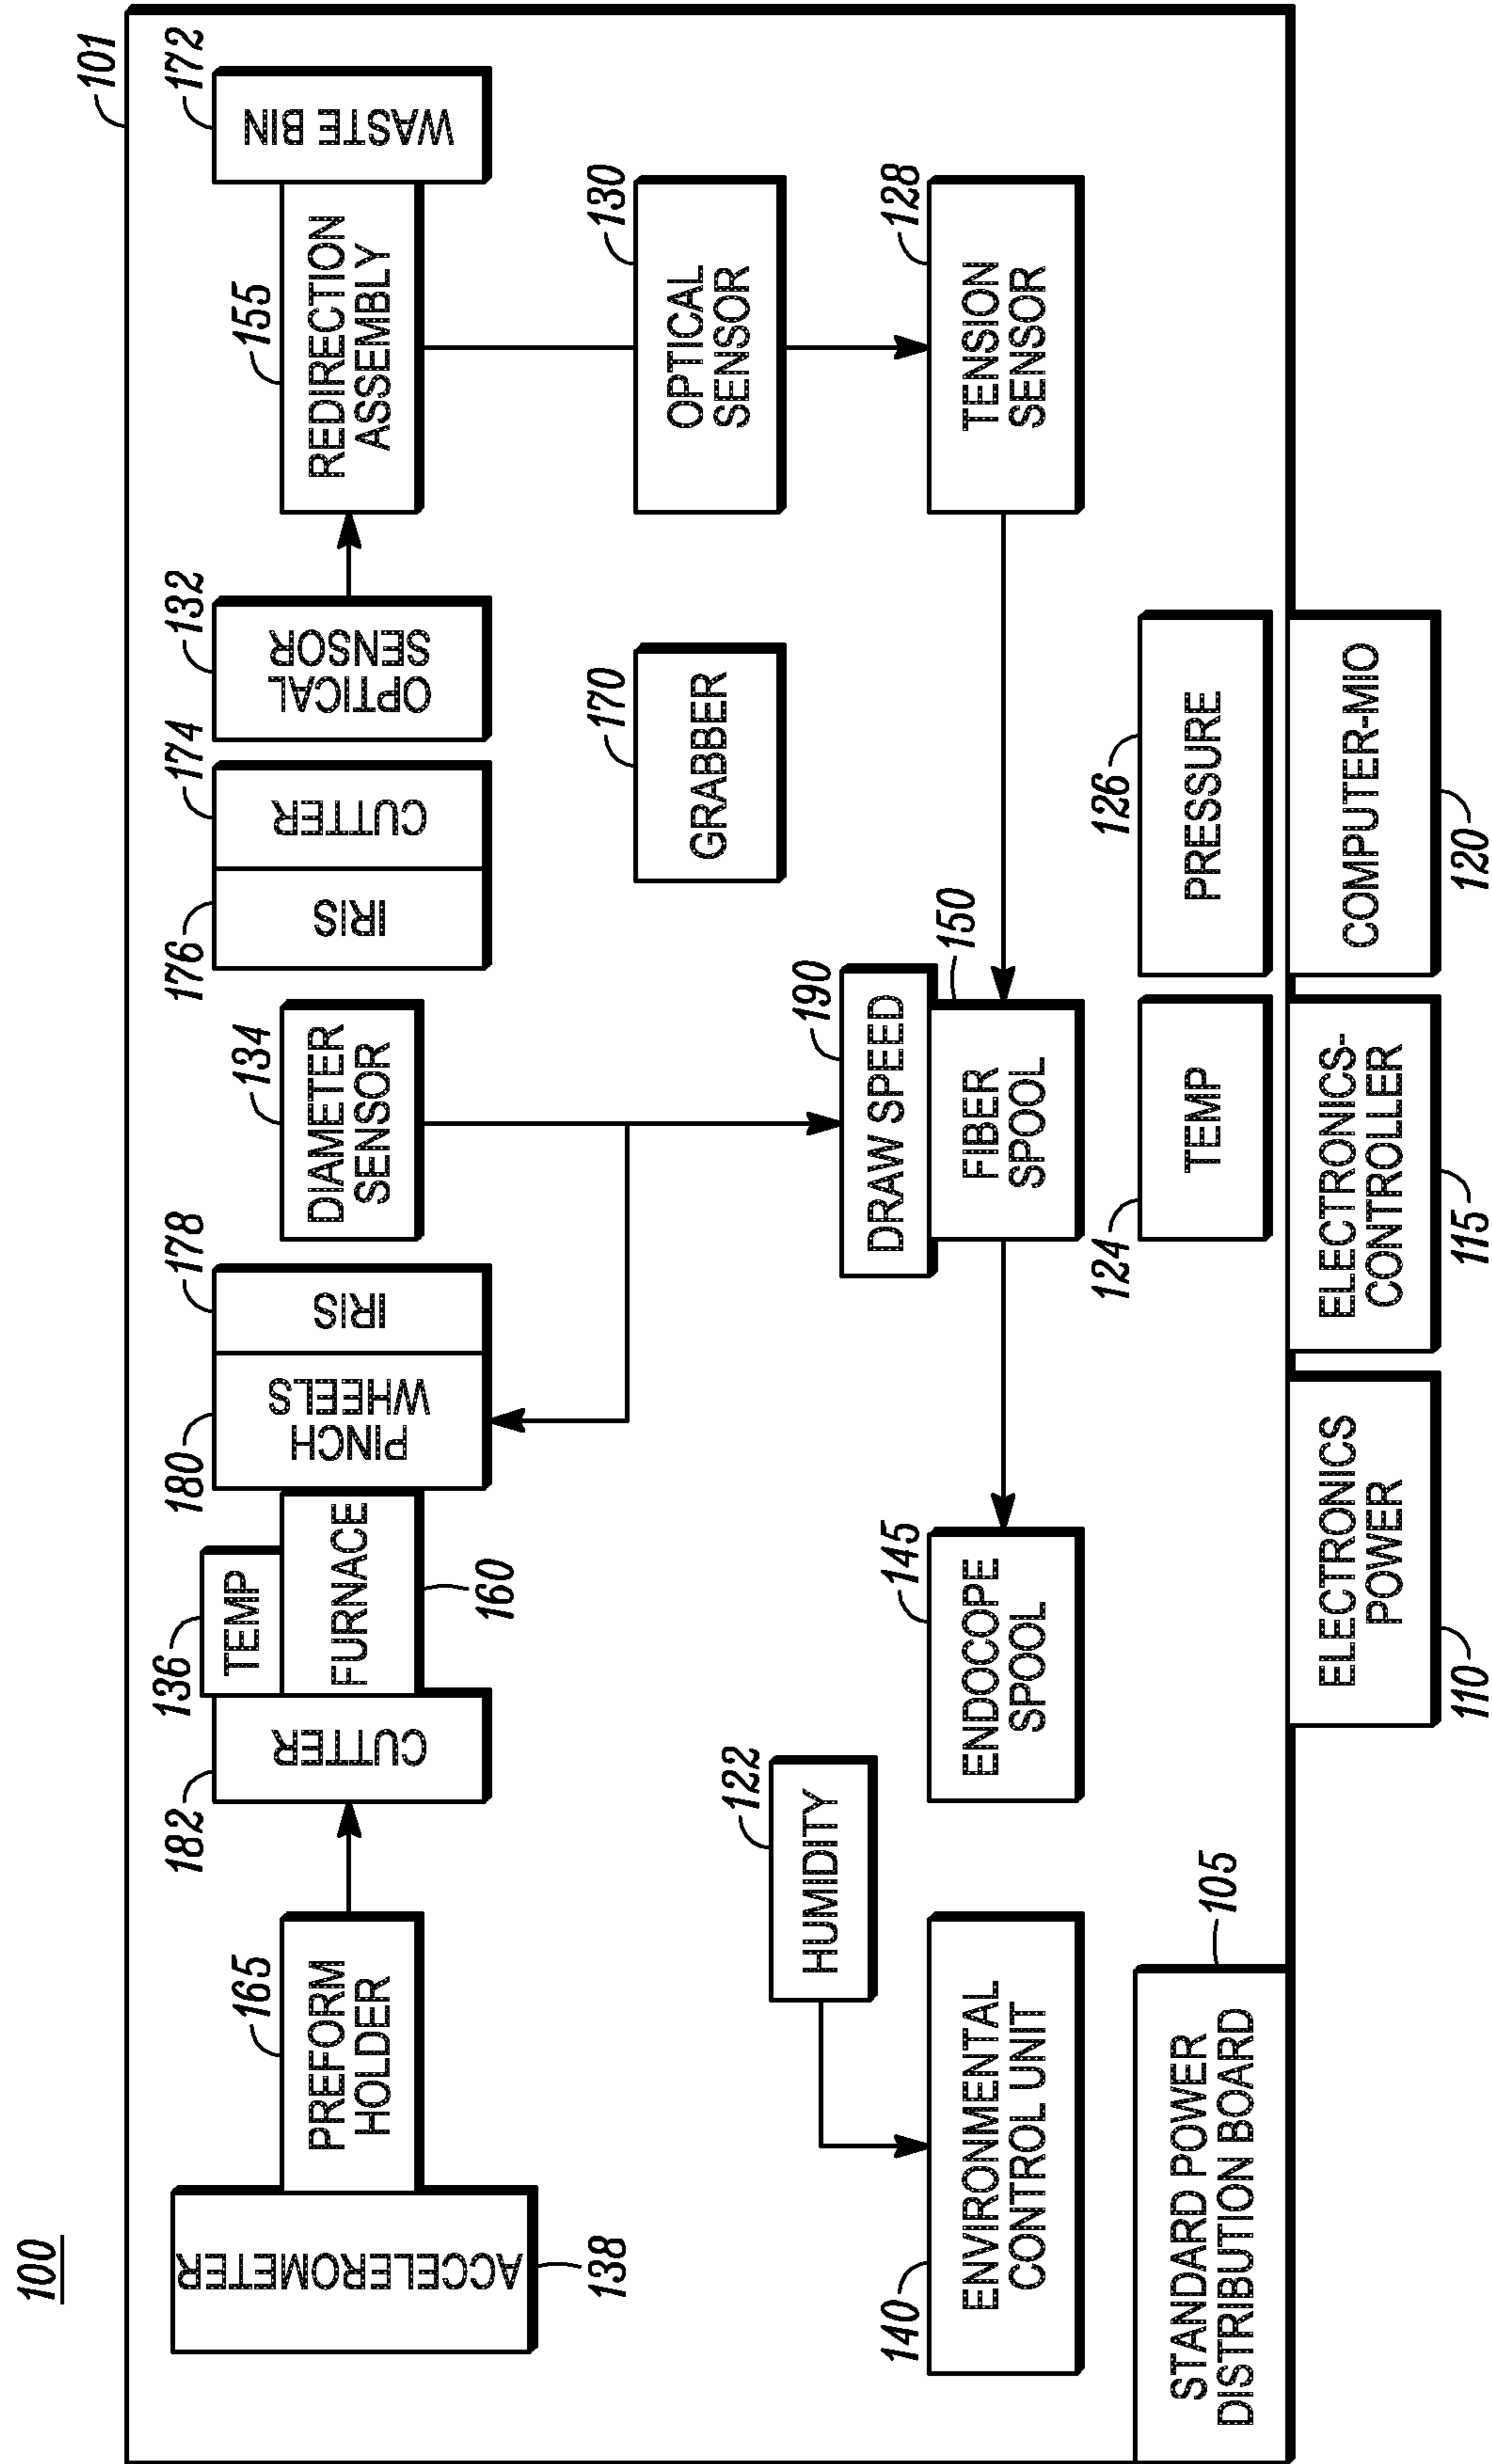 100
101
ACCELEROMETER
138
165
PREFORM
HOLDER
182
CUTTER
136
TEMP
FURNACE
160
180
PINCH
WHEELS
178
IRIS
134
DIAMETER
SENSOR
176
IRIS
174
CUTTER
132
OPTICAL
SENSOR
155
REDIRECTION
ASSEMBLY
172
WASTE BIN
170
GRABBER
130
OPTICAL
SENSOR
122
HUMIDITY
140
ENVIRONMENTAL
CONTROL UNIT
145
ENDOCOPE
SPOOL
190
DRAW SPEED
150
FIBER
SPOOL
128
TENSION
SENSOR
105
STANDARD POWER
DISTRIBUTION BOARD
124
TEMP
126
PRESSURE
ELECTRONICS
POWER
110
ELECTRONICS-
CONTROLLER
115
COMPUTER-MIO
120